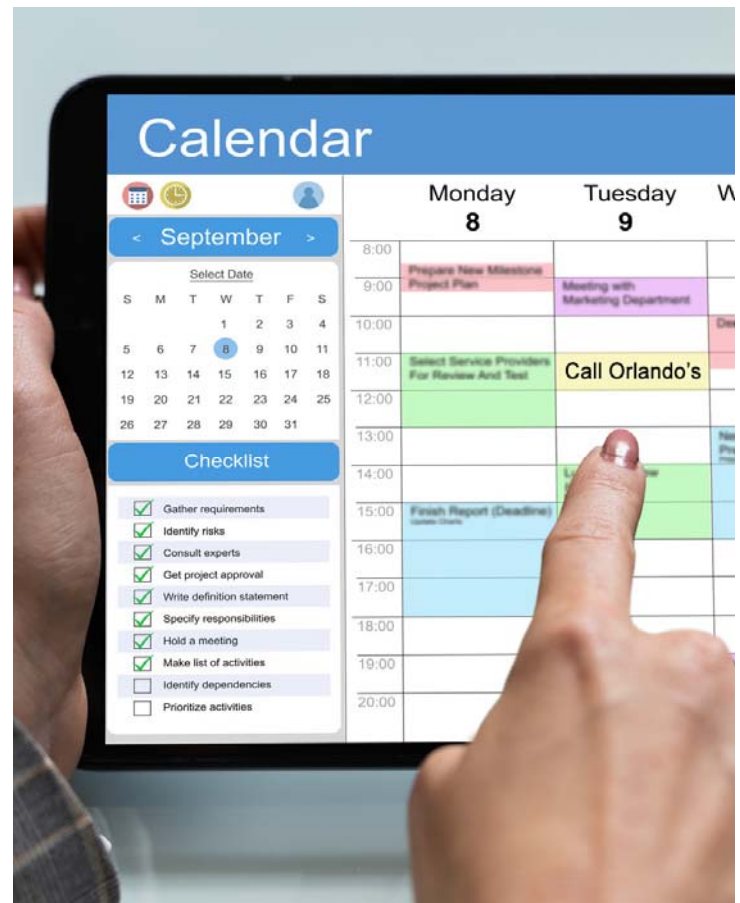 Calendar
< September >
Select Date
S M T W T F S
1 2 3 4
5 6 7 8 9 10 11
12 13 14 15 16 17 18
19 20 21 22 23 24 25
26 27 28 29 30 31
Checklist
Gather requirements
Identify risks
Consult experts
Get project approval
Write definition statement
Specify responsibilities
Hold a meeting
Make list of activities
Identify dependencies
Prioritize activities
Monday
8
Tuesday
9
W
8:00
Prepare New Milestone
9:00 Project Plan
Meeting with
Marketing Department
10:00
11:00
Select Service Providers
For Review And Test
Call Orlando's
12:00
13:00
14:00
15:00
Finish Report (Deadline)
Update Charts
16:00
17:00
18:00
19:00
20:00